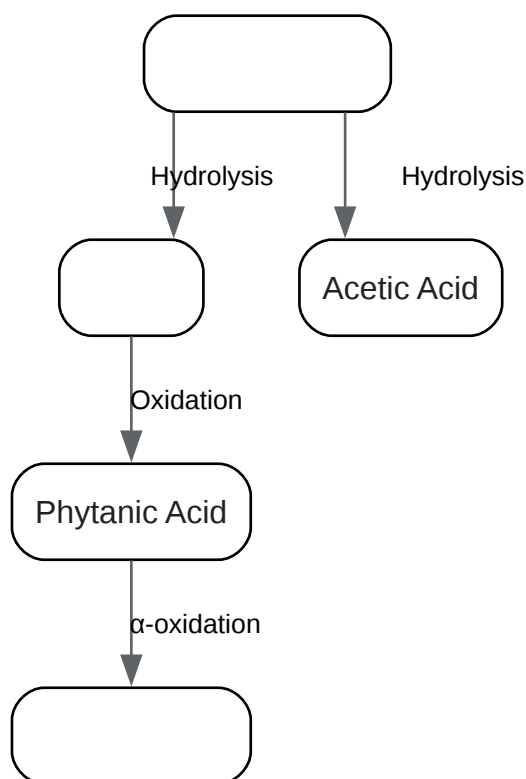 Hydrolysis
Hydrolysis
Acetic Acid
Oxidation
Phytanic Acid
α-oxidation